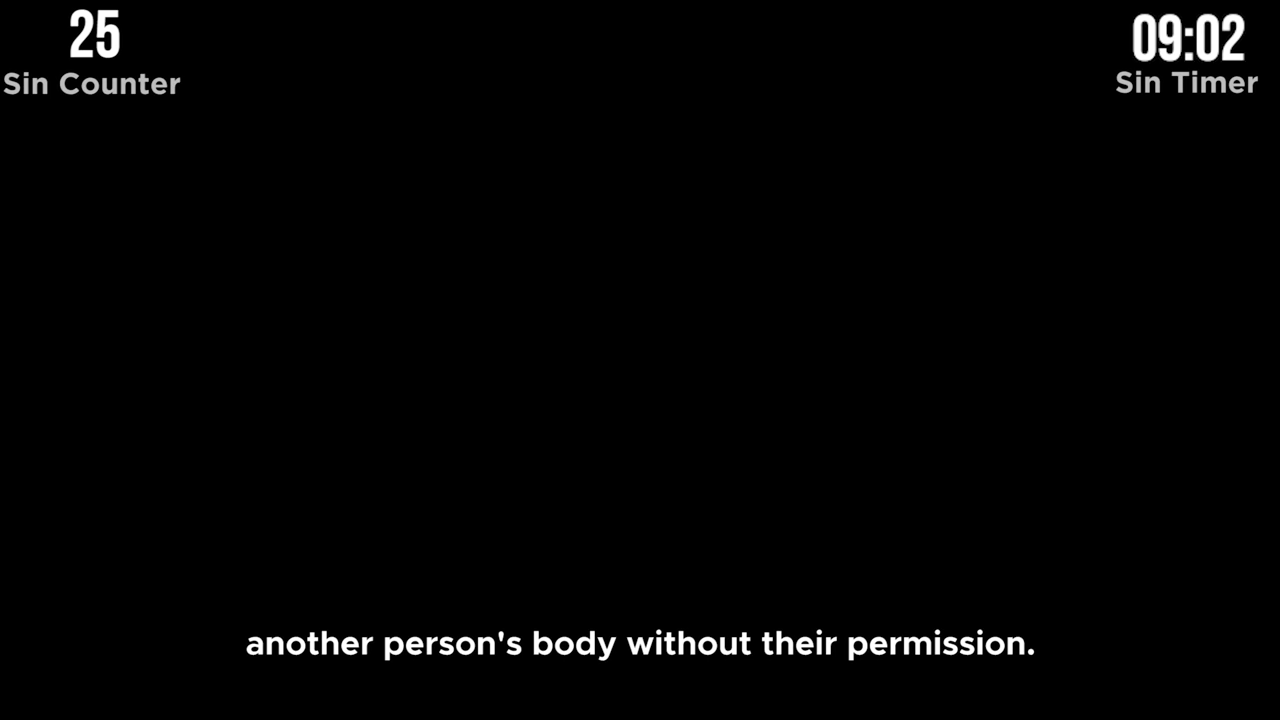 25
Sin Counter
09:02
Sin Timer
another person's body without their permission.